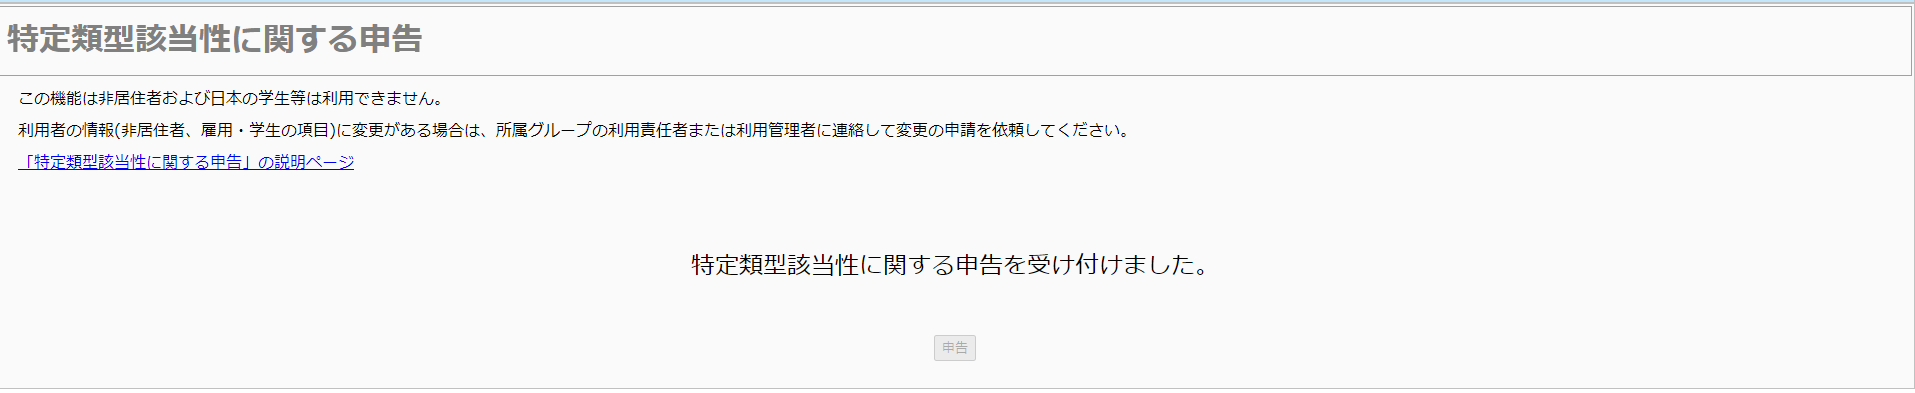 特定類型該当性に関する申告
この機能は非居住者および日本の学生等は利用できません。
利用者の情報(非居住者、雇用・学生の項目)に変更がある場合は、所属グループの利用責任者または利用管理者に連絡して変更の申請を依頼してください。
「特定類型該当性に関する申告」の説明ページ
特定類型該当性に関する申告を受け付けました。
申告